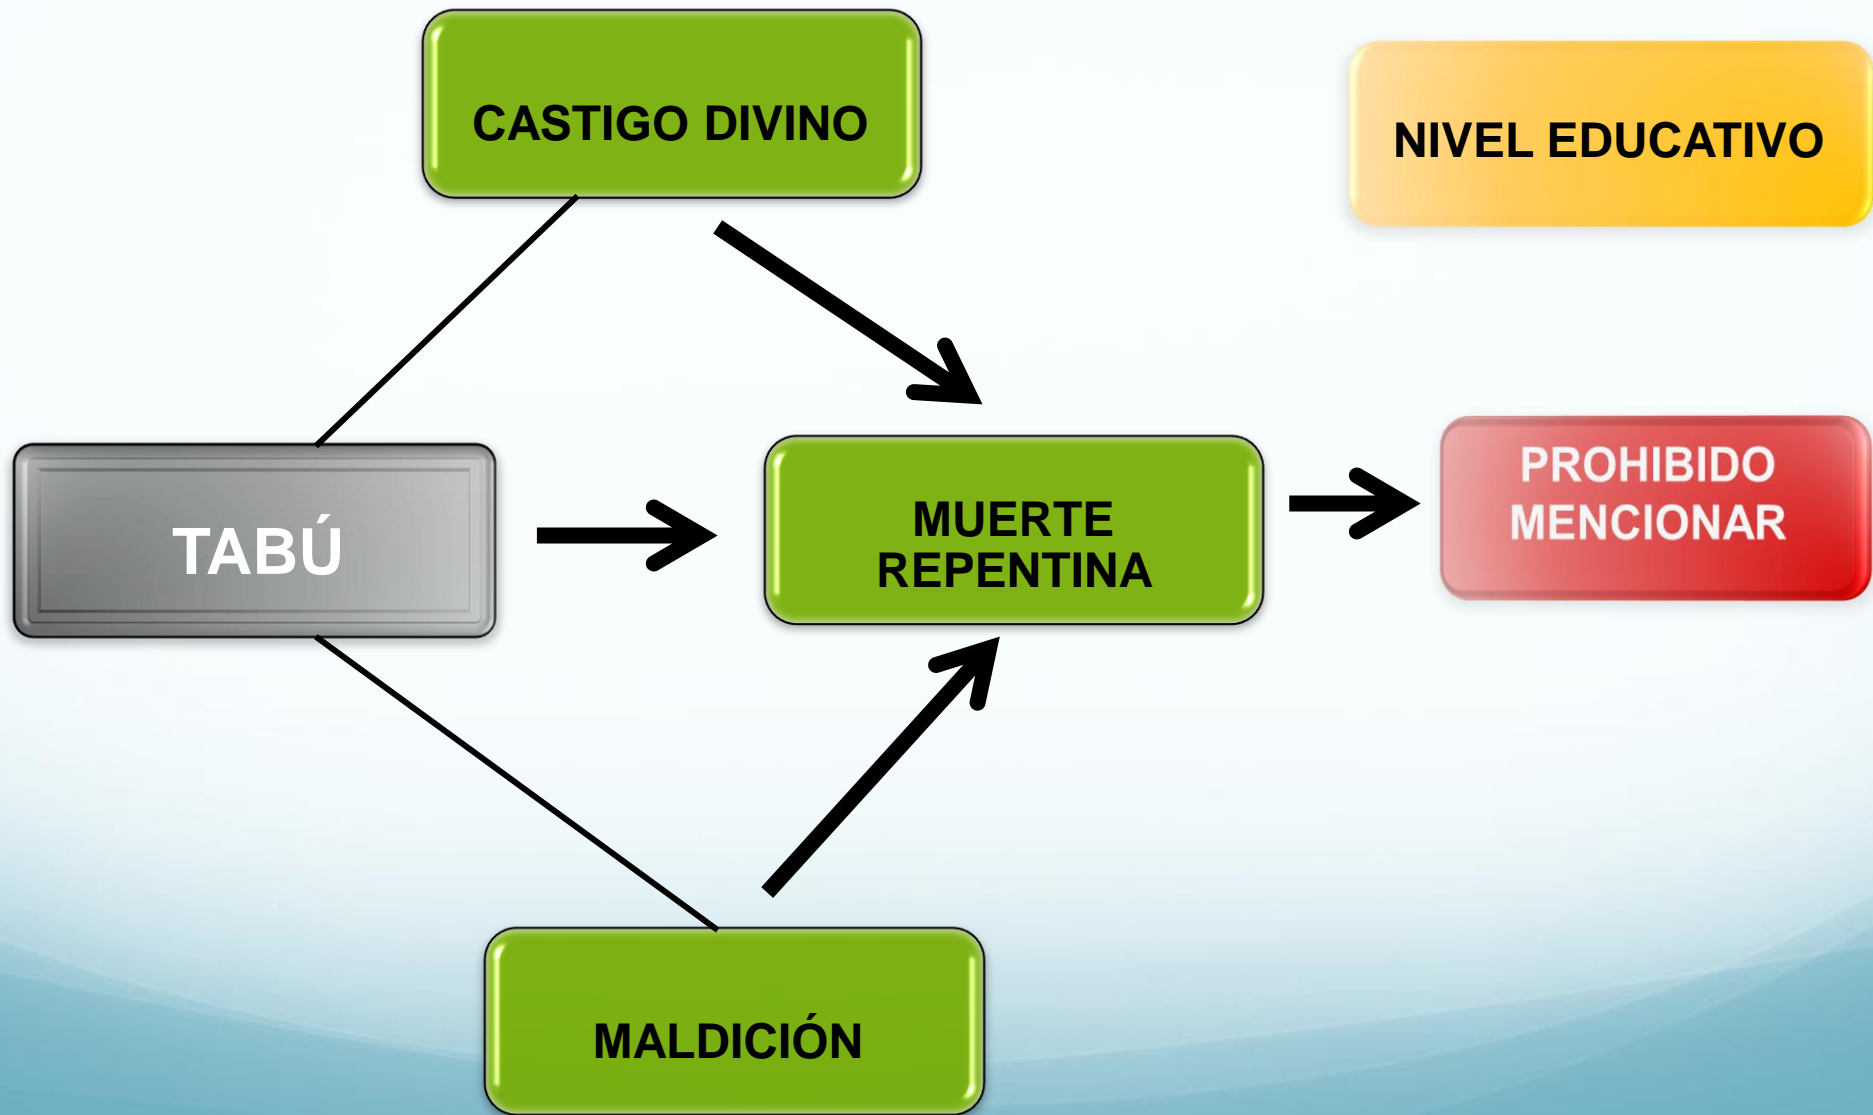 CASTIGO DIVINO
NIVEL EDUCATIVO
TABÚ
MUERTE
REPENTINA
PROHIBIDO
MENCIONAR
MALDICIÓN